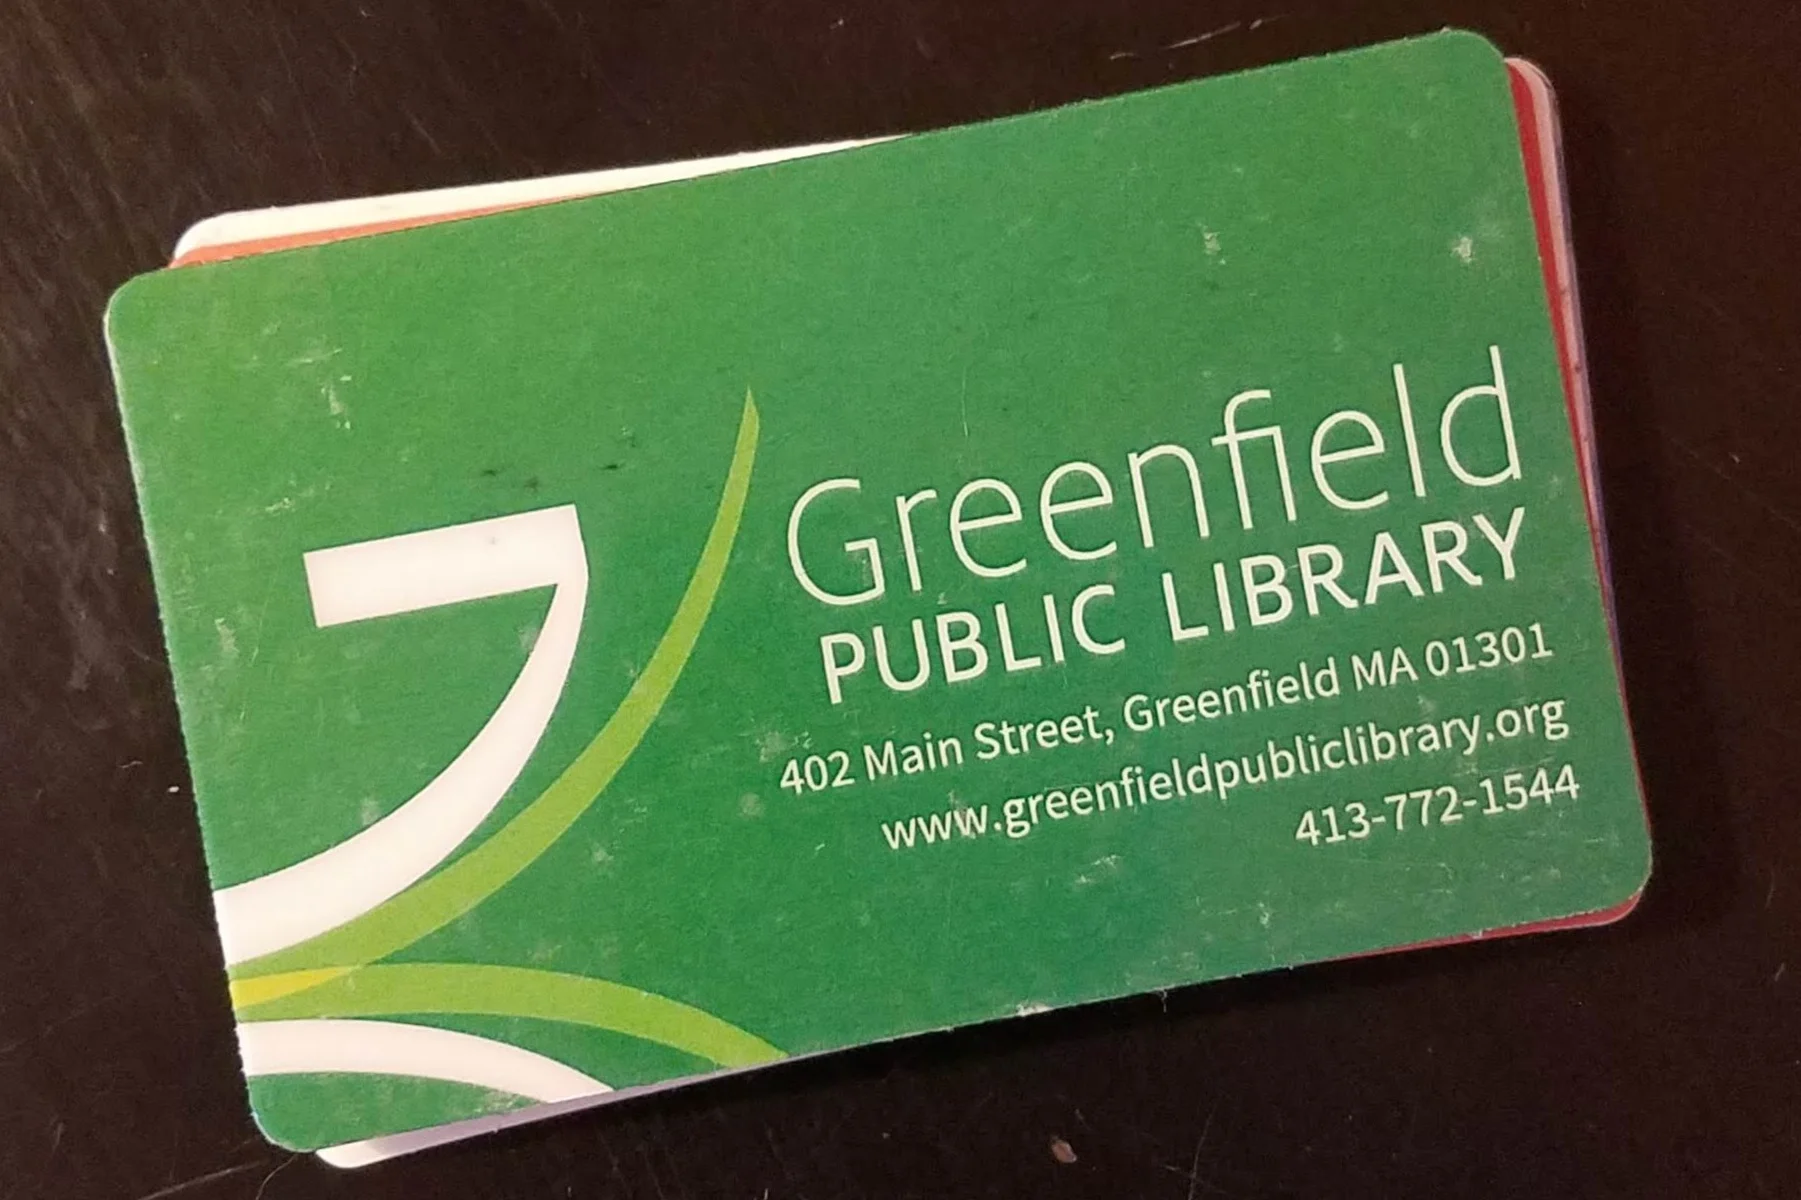 Greenfield
PUBLIC LIBRARY
402 Main Street, Greenfield MA 01301
www.greenfieldpubliclibrary.org
413-772-1544